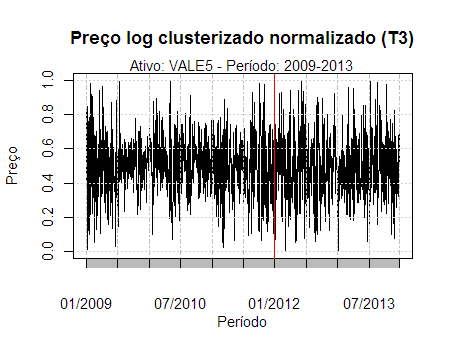 Preço log clusterizado normalizado (T3)
Ativo: VALE5 - Período: 2009-2013
Preço
1.0
0.8
0.6
0.4
0.2
0.0
01/2009 07/2010 01/2012 07/2013
Período